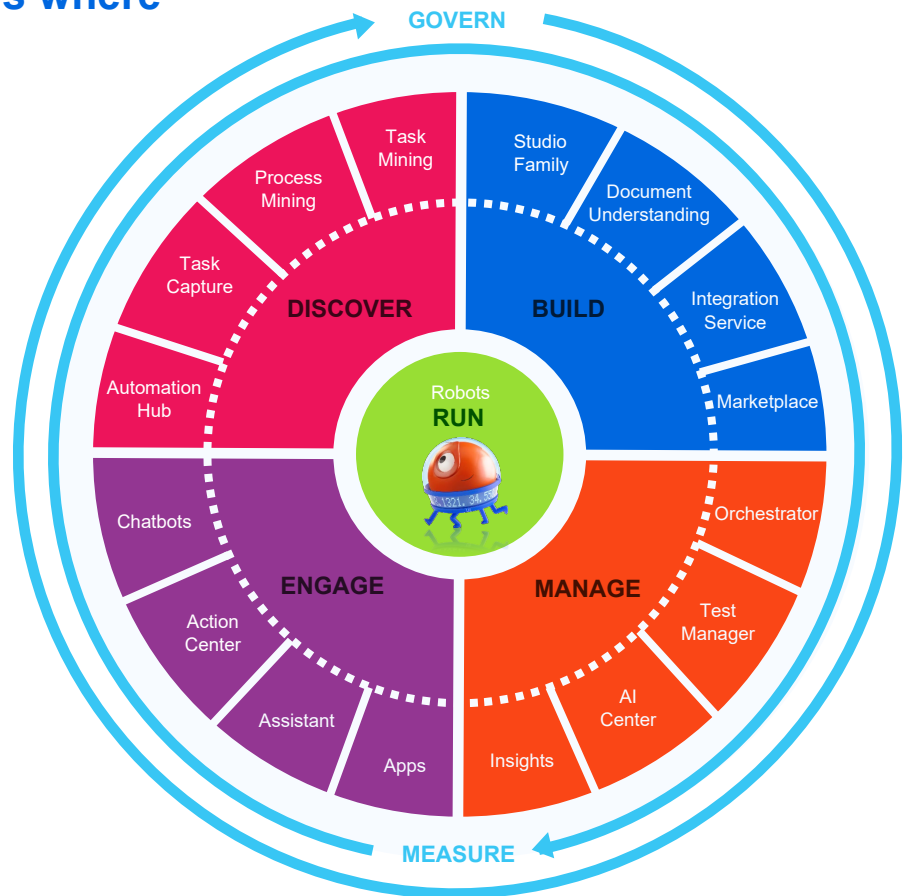 s where
GOVERN
Task
Mining
Process
Mining
Task
Capture
Automation
Hub
DISCOVER
Studio
Family
Document
Understanding
Integration
Service
Marketplace
BUILD
Robots
RUN
Chatbots
Action
Center
Assistant
Apps
ENGAGE
Orchestrator
Test
Manager
AI
Center
Insights
MANAGE
MEASURE